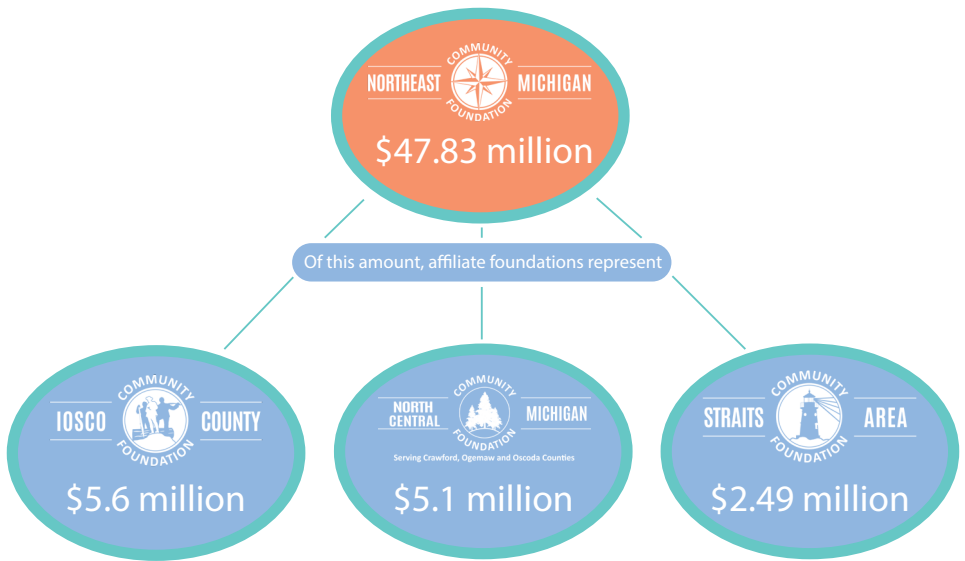 COMMUNITY
NORTHEAST MICHIGAN
FOUNDATION
$47.83 million
Of this amount, affiliate foundations represent
COMMUNITY
IOSCO COUNTY
FOUNDATION
$5.6 million
COMMUNITY
NORTH CENTRAL MICHIGAN
FOUNDATION
Serving Crawford, Ogemaw and Oscoda Counties
$5.1 million
COMMUNITY
STRAITS AREA
FOUNDATION
$2.49 million